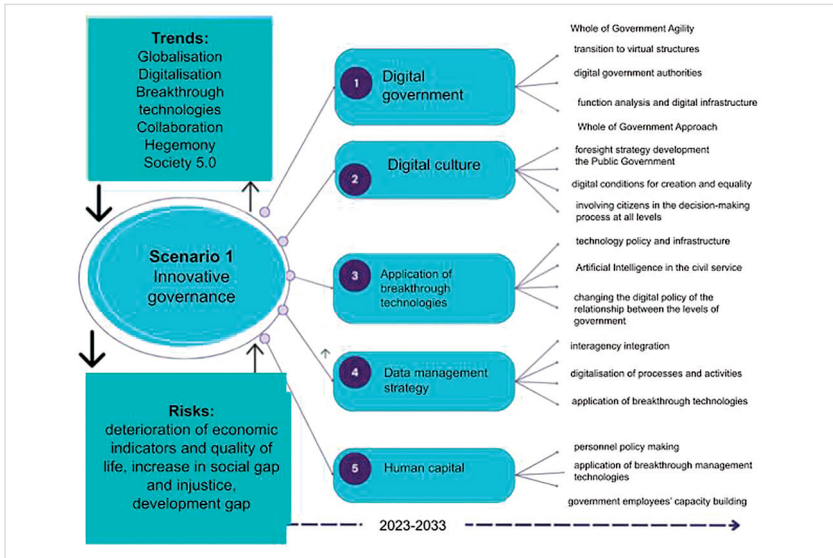 Trends:
Globalisation
Digitalisation
Breakthrough
technologies
Collaboration
Hegemony
Society 5.0
Scenario 1
Innovative
governance
Risks:
deterioration of economic
indicators and quality of
life, increase in social gap
and injustice,
development gap
1
Digital
government
Whole of Government Agility
transition to virtual structures
digital government authorities
function analysis and digital infrastructure
2
Digital culture
Whole of Government Approach
foresight strategy development
the Public Government
digital conditions for creation and equality
involving citizens in the decision-making
process at all levels
3
Application of
breakthrough
technologies
technology policy and infrastructure
Artificial Intelligence in the civil service
changing the digital policy of the
relationship between the levels of
government
4
Data management
strategy
interagency integration
digitalisation of processes and activities
application of breakthrough technologies
5
Human capital
personnel policy making
application of breakthrough management
technologies
government employees' capacity building
2023-2033